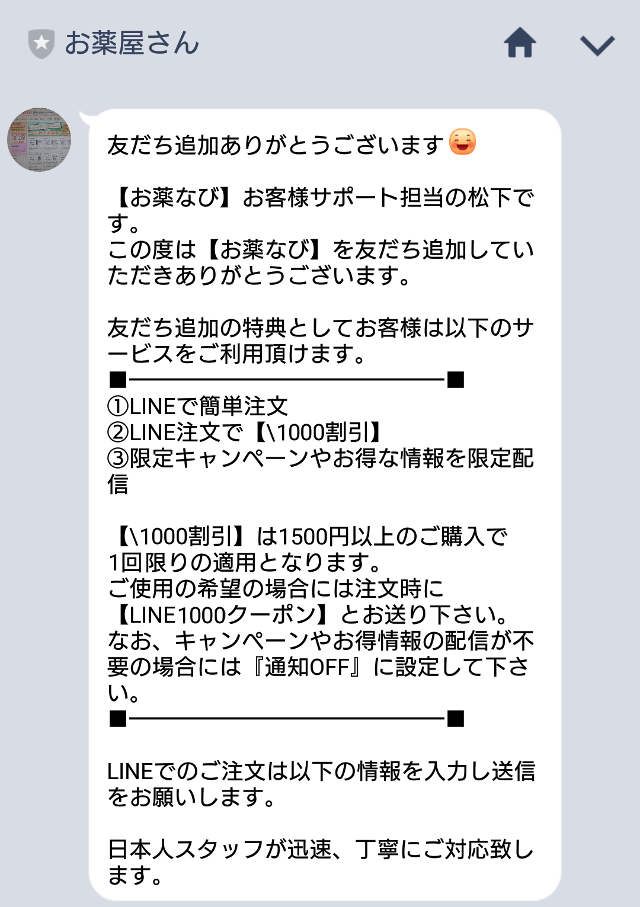 お薬屋さん
友だち追加ありがとうございます
【お薬なび】お客様サポート担当の松下で
す。
この度は【お薬なび】を友だち追加してい
ただきありがとうございます。
友だち追加の特典としてお客様は以下のサ
ービスをご利用頂けます。
■━━━━━━━━━━━━━━■
①LINEで簡単注文
②LINE注文で【\1000割引】
③限定キャンペーンやお得な情報を限定配
信
【\1000割引】は1500円以上のご購入で
1回限りの適用となります。
ご使用の希望の場合には注文時に
【LINE1000クーポン】とお送り下さい。
なお、キャンペーンやお得情報の配信が不
要の場合には『通知OFF』に設定して下さ
い。
■━━━━━━━━━━━━━━■
LINEでのご注文は以下の情報を入力し送信
をお願いします。
日本人スタッフが迅速、丁寧にご対応致し
ます。